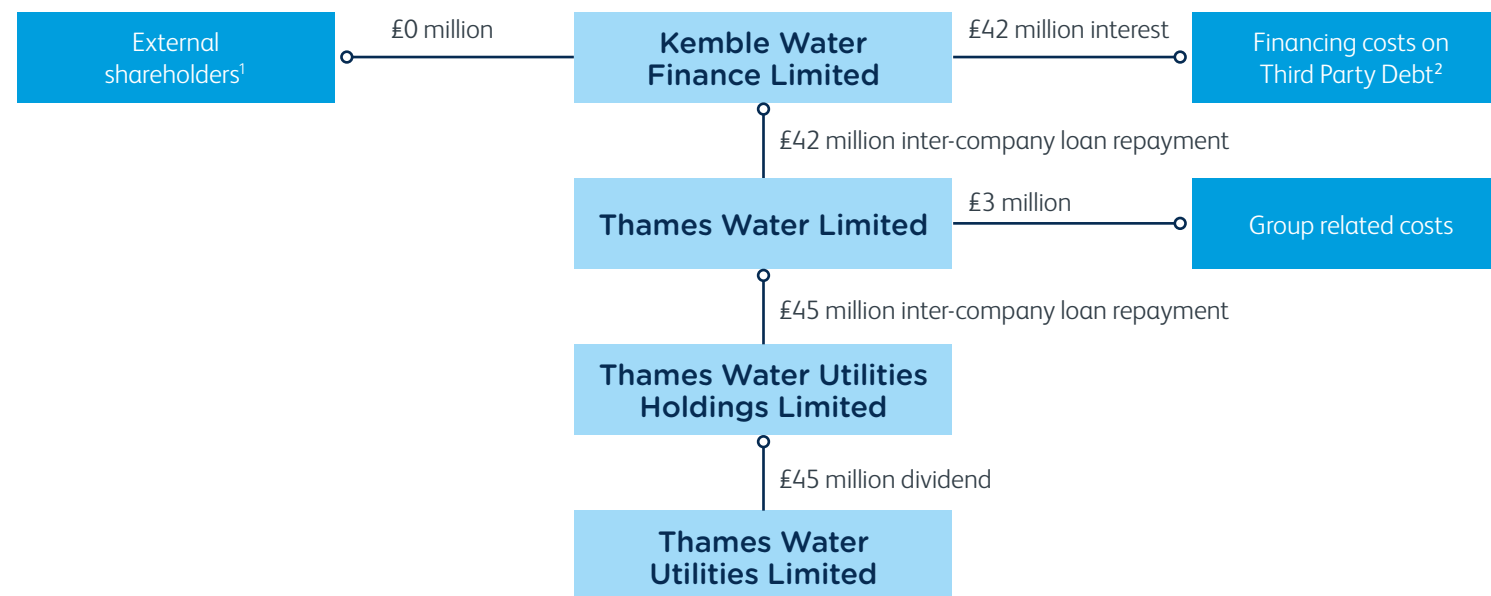 External
shareholders¹
£0 million
Kemble Water
Finance Limited
£42 million interest
Financing costs on
Third Party Debt²
£42 million inter-company loan repayment
Thames Water Limited
£3 million
Group related costs
£45 million inter-company loan repayment
Thames Water Utilities
Holdings Limited
£45 million dividend
Thames Water
Utilities Limited